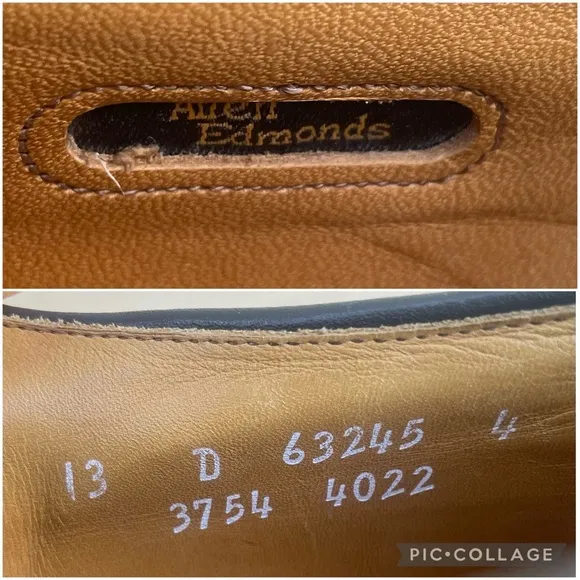 Allen
Edmonds
13 D 63245 4
3754 4022
PIC•COLLAGE